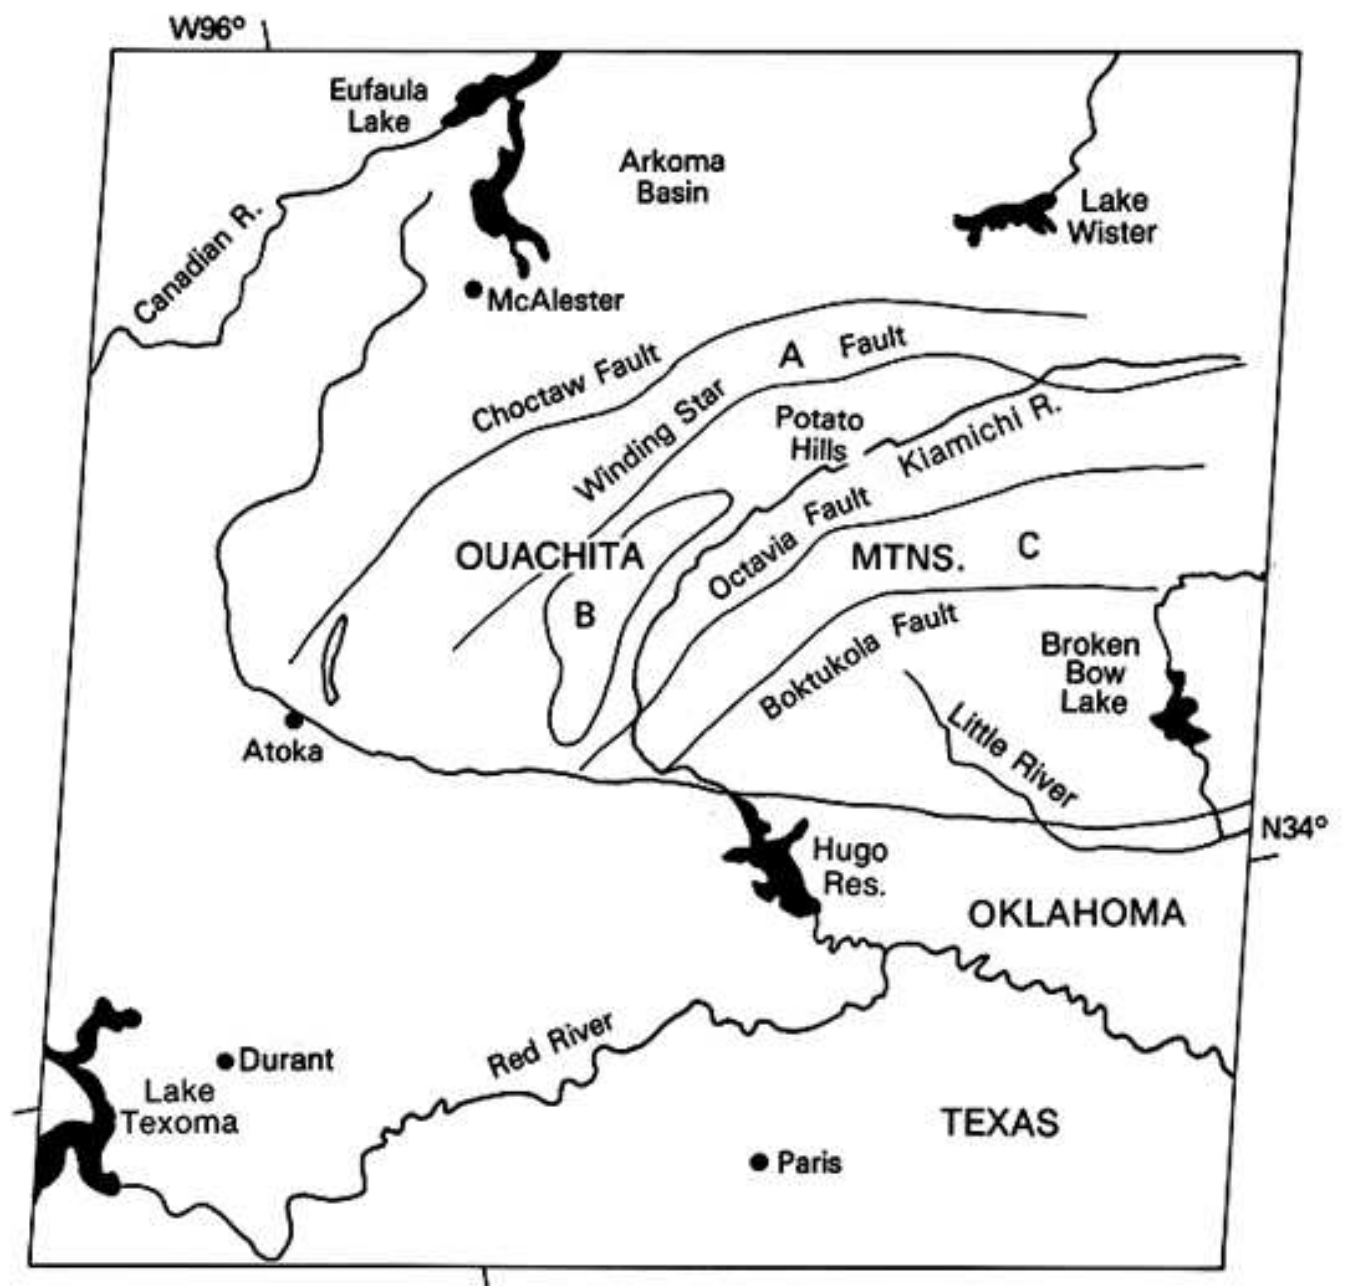 W96°
Eufaula
Lake
Arkoma
Basin
Lake
Wister
Canadian R.
McAlester
Choctaw Fault
A
Winding Star Fault
Potato
Hills
Kiamichi R.
Octavia Fault
OUACHITA MTNS.
C
B
Boktukola Fault
Broken
Bow
Lake
Little River
Atoka
N34°
Hugo
Res.
OKLAHOMA
Red River
Durant
Lake
Texoma
TEXAS
Paris